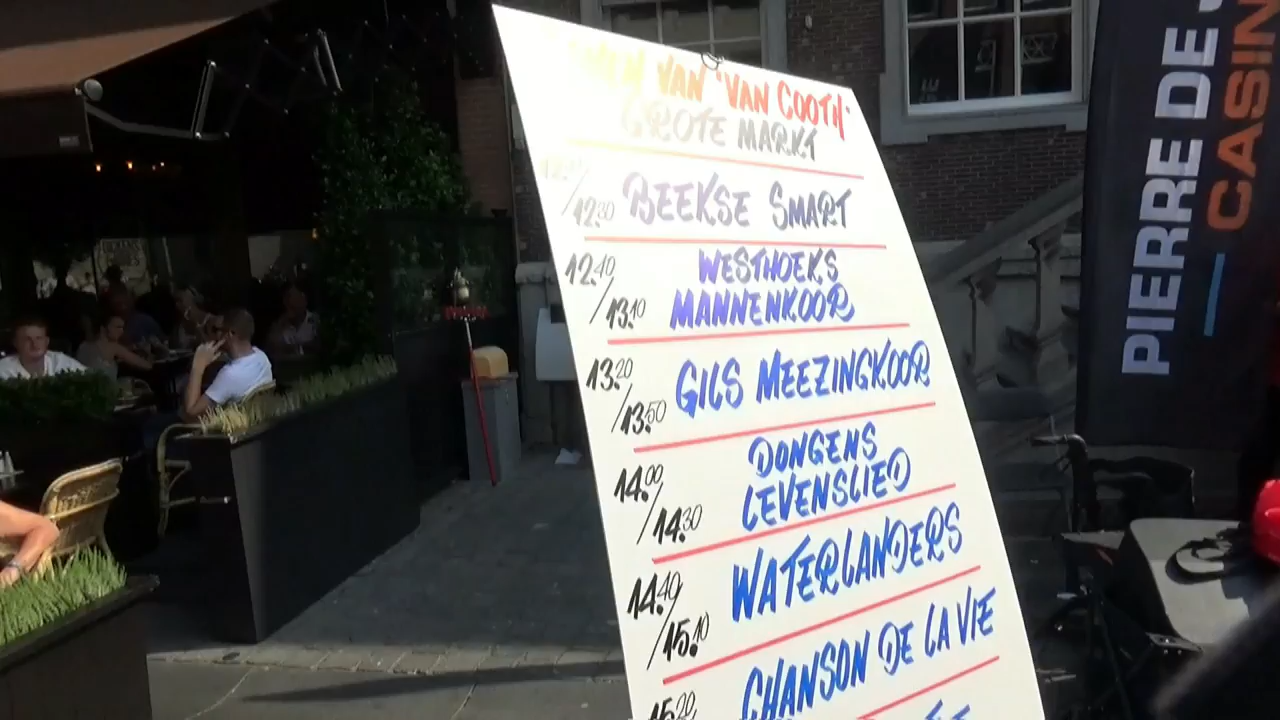 VAN 'VAN COOTH'
GROTE MARKT
12.30 BEEKSE SMART
12.40 / 13.10 WESTHOEKS
MANNENKOOR
13.20 / 13.50 GILS MEEZINGKOOR
14.00 / 14.30 DONGENS
LEVENSLIED
14.40 / 15.10 WATERLANDERS
15.20 CHANSON DE LA VIE
PIERRE DE
CASIN